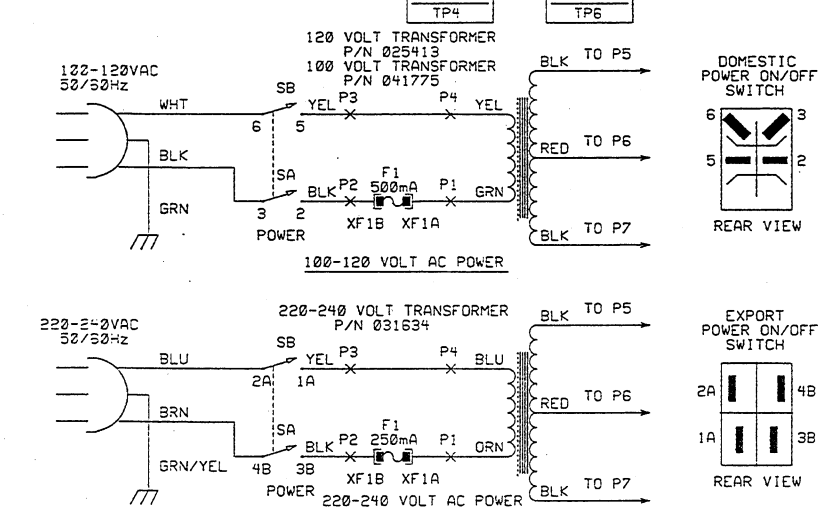 TP4
TP6
120 VOLT TRANSFORMER
P/N 025413
100 VOLT TRANSFORMER
P/N 041775
100-120VAC
50/60Hz
WHT
SB
6
5
YEL
P3
P4
YEL
BLK
SA
3
2
BLK
P2
F1
500mA
P1
GRN
XF1B
XF1A
GRN
POWER
BLK
TO P5
RED
TO P6
BLK
TO P7
100-120 VOLT AC POWER
DOMESTIC
POWER ON/OFF
SWITCH
6
3
5
2
REAR VIEW
220-240 VOLT TRANSFORMER
P/N 031634
220-240VAC
50/60Hz
BLU
SB
2A
1A
YEL
P3
P4
BLU
BRN
SA
4B
3B
BLK
P2
F1
250mA
P1
ORN
XF1B
XF1A
GRN/YEL
POWER
BLK
TO P5
RED
TO P6
BLK
TO P7
220-240 VOLT AC POWER
EXPORT
POWER ON/OFF
SWITCH
2A
4B
1A
3B
REAR VIEW